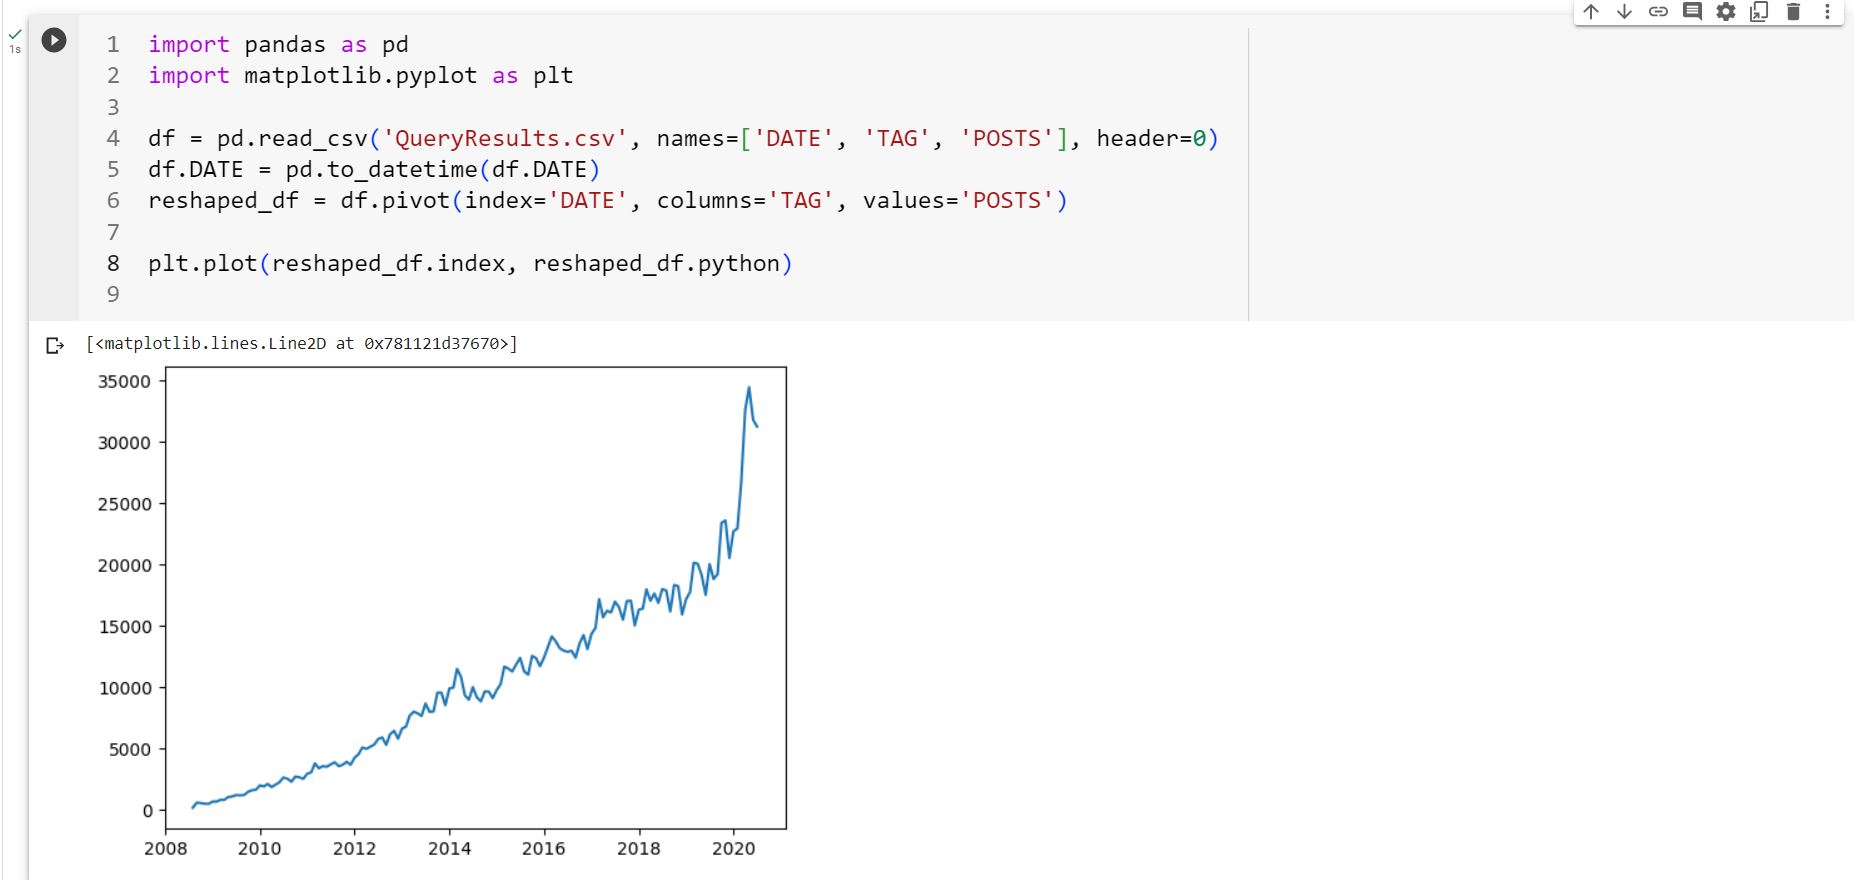 1s
1 import pandas as pd
2 import matplotlib.pyplot as plt
3
4 df = pd.read_csv('QueryResults.csv', names=['DATE', 'TAG', 'POSTS'], header=0)
5 df.DATE = pd.to_datetime(df.DATE)
6 reshaped_df = df.pivot(index='DATE', columns='TAG', values='POSTS')
7
8 plt.plot(reshaped_df.index, reshaped_df.python)
9
[<matplotlib.lines.Line2D at 0x781121d37670>]
35000
30000
25000
20000
15000
10000
5000
0
2008 2010 2012 2014 2016 2018 2020